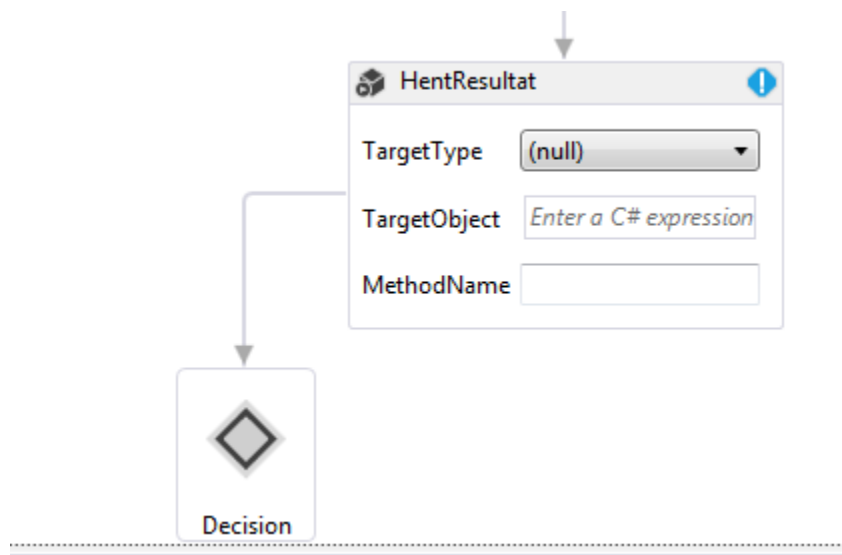 HentResultat
TargetType (null)
TargetObject Enter a C# expression
MethodName
Decision